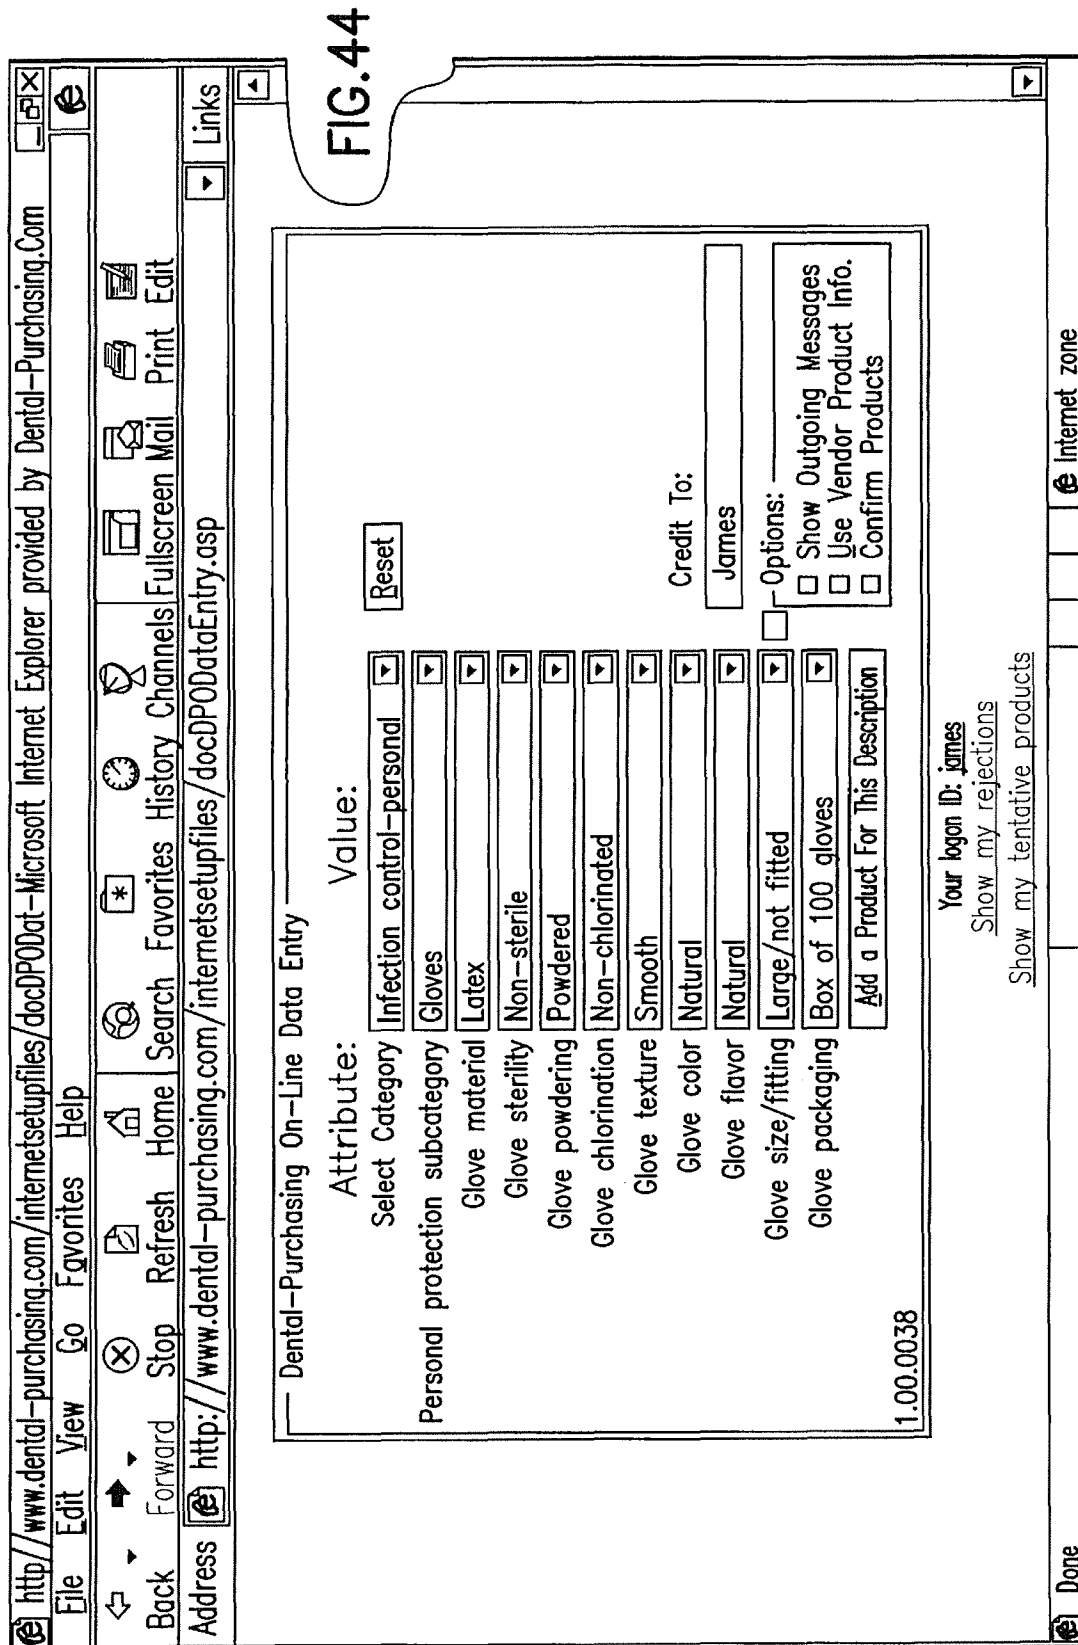 http//www.dental-purchasing.com/internetsetupfiles/docDPODat-Microsoft Internet Explorer provided by Dental-Purchasing.Com
File Edit View Go Favorites Help
Back Forward Stop Refresh Home Search Favorites History Channels Fullscreen Mail Print Edit
Address http://www.dental-purchasing.com/internetsetupfiles/docDPODataEntry.asp Links
FIG.44
Dental-Purchasing On-Line Data Entry
Attribute: Value:
Select Category Infection control-personal Reset
Personal protection subcategory Gloves
Glove material Latex
Glove sterility Non-sterile
Glove powdering Powdered
Glove chlorination Non-chlorinated
Glove texture Smooth
Glove color Natural
Glove flavor Natural
Glove size/fitting Large/not fitted
Glove packaging Box of 100 gloves
Add a Product For This Description
Credit To:
James
Options:
Show Outgoing Messages
Use Vendor Product Info.
Confirm Products
1.00.0038
Your logon ID: james
Show my rejections
Show my tentative products
Done Internet zone